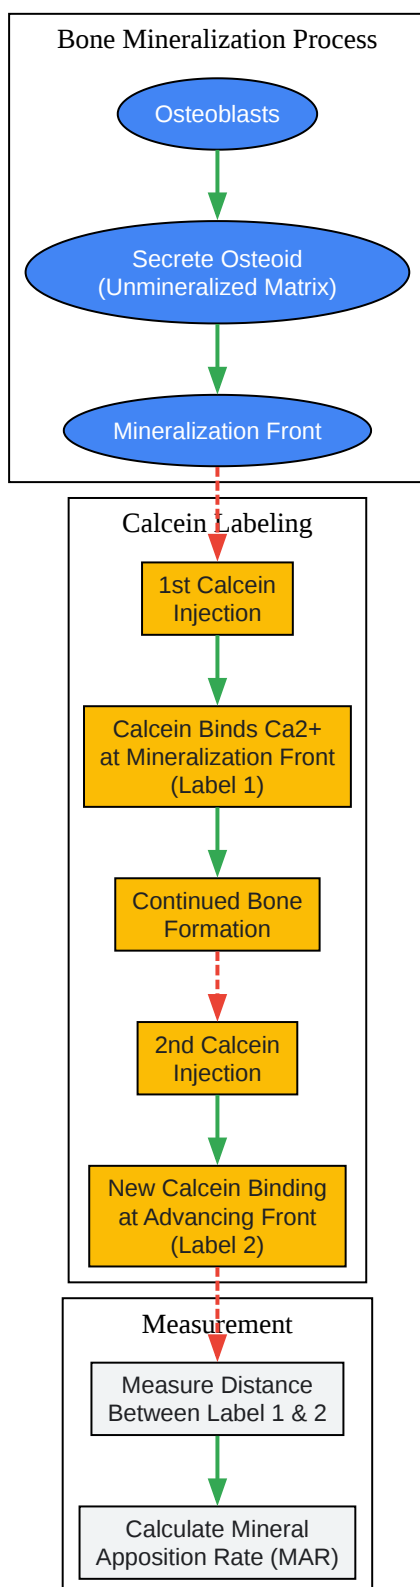 Bone Mineralization Process
Osteoblasts
Secrete Osteoid
(Unmineralized Matrix)
Mineralization Front
Calcein Labeling
1st Calcein
Injection
Calcein Binds Ca2+
at Mineralization Front
(Label 1)
Continued Bone
Formation
2nd Calcein
Injection
New Calcein Binding
at Advancing Front
(Label 2)
Measurement
Measure Distance
Between Label 1 & 2
Calculate Mineral
Apposition Rate (MAR)